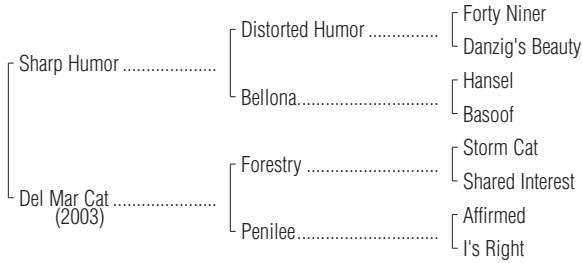 Forty Niner
Distorted Humor ...............
Danzig's Beauty
Sharp Humor ....................
Hansel
Bellona..............................
Basoof
Storm Cat
Forestry ............................
Shared Interest
Del Mar Cat ......................
(2003)
Affirmed
Penilee..............................
I's Right